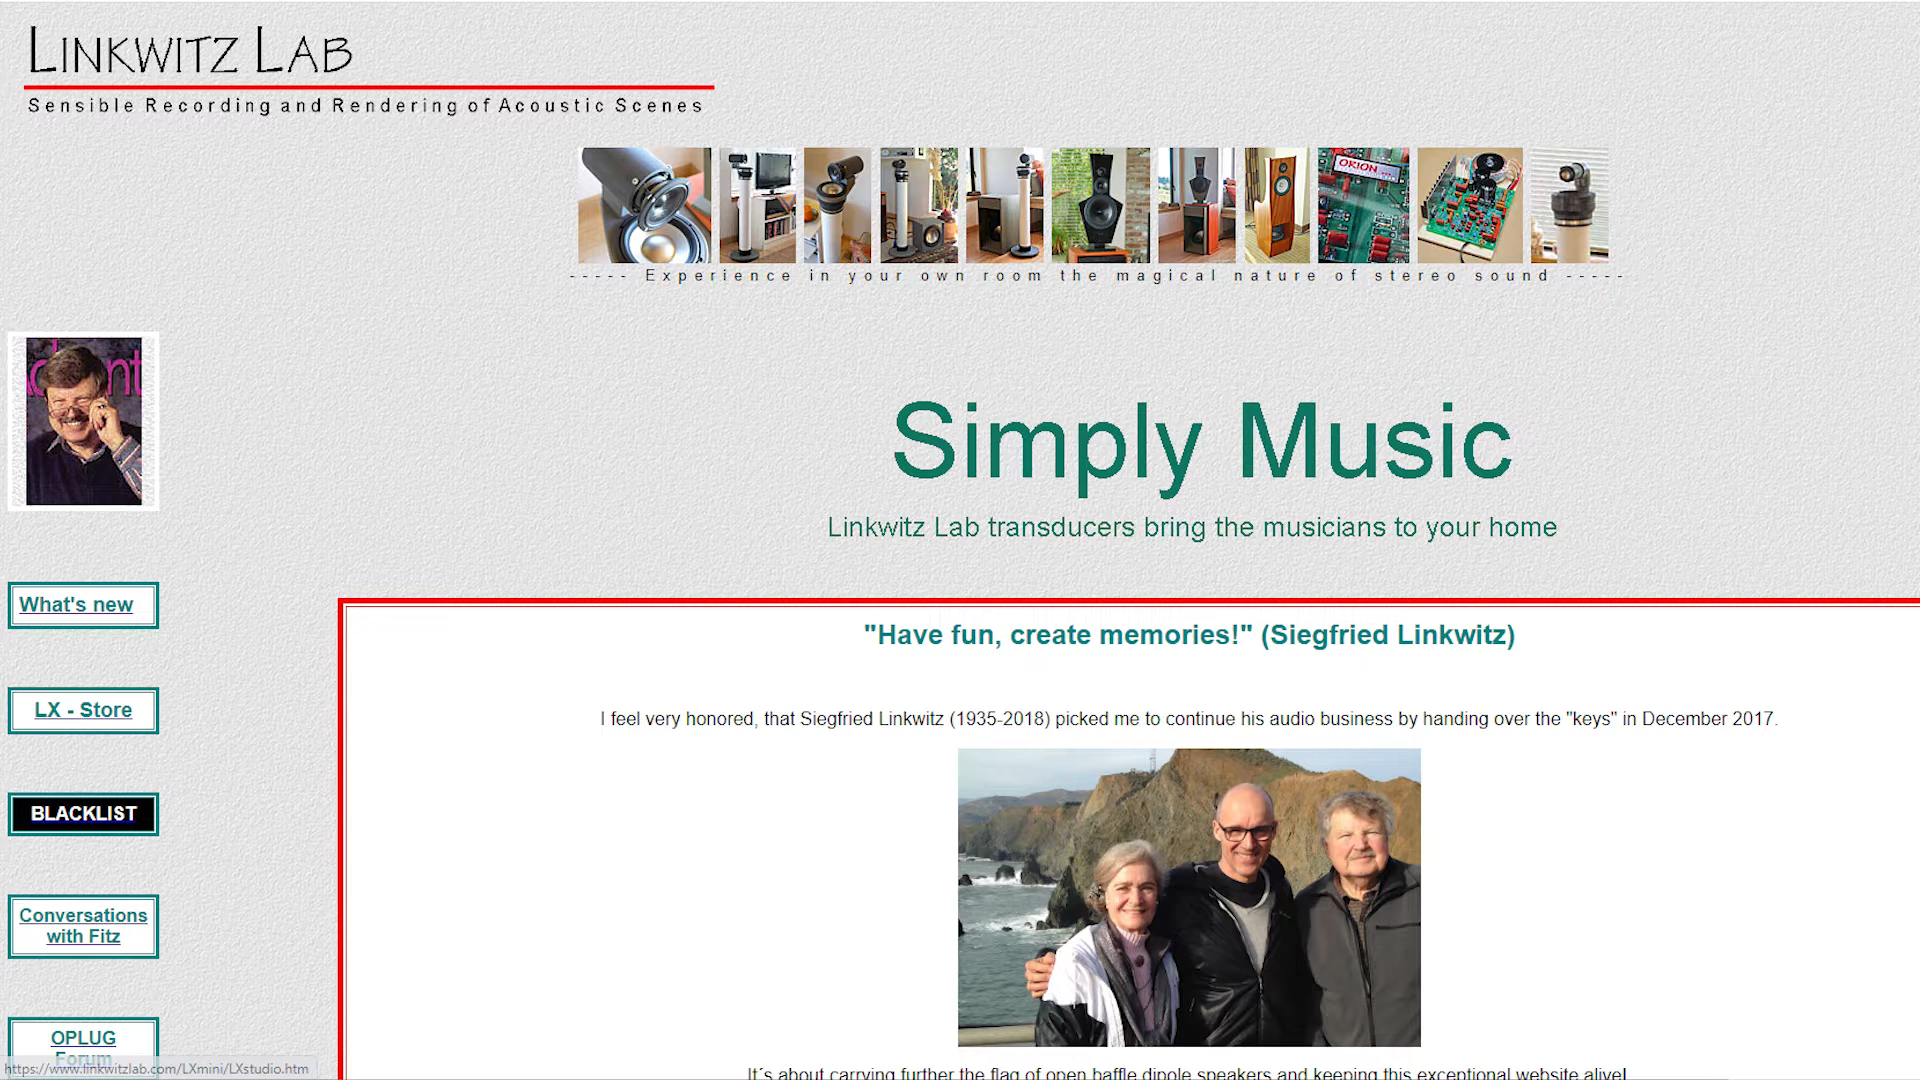 LINKWITZ LAB
Sensible Recording and Rendering of Acoustic Scenes
ORION
----- Experience in your own room the magical nature of stereo sound -----
Simply Music
Linkwitz Lab transducers bring the musicians to your home
What's new
LX - Store
BLACKLIST
Conversations
with Fitz
OPLUG
Forum
https://www.linkwitzlab.com/LXmini/LXstudio.htm
"Have fun, create memories!" (Siegfried Linkwitz)
I feel very honored, that Siegfried Linkwitz (1935-2018) picked me to continue his audio business by handing over the "keys" in December 2017.
It´s about carrying further the flag of open baffle dipole speakers and keeping this exceptional website alive!